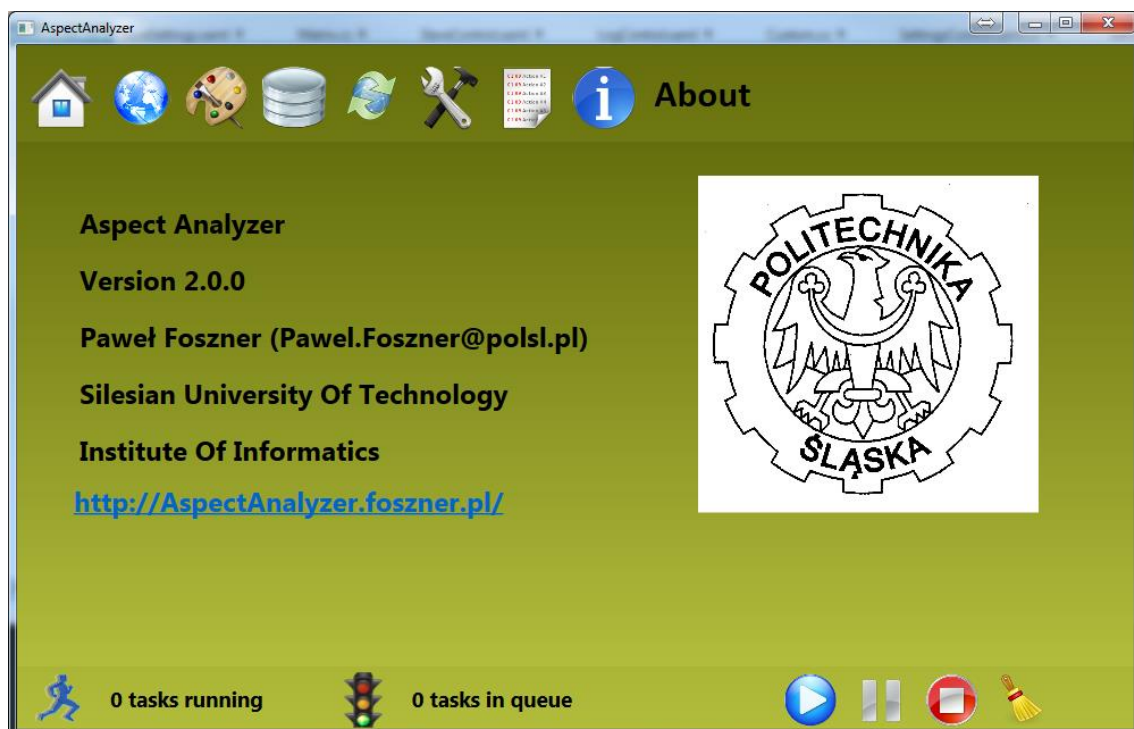 AspectAnalyzer
About
Aspect Analyzer
Version 2.0.0
Paweł Foszner (Pawel.Foszner@polsl.pl)
Silesian University Of Technology
Institute Of Informatics
http://AspectAnalyzer.foszner.pl/
POLITECHNIKA
ŚLĄSKA
0 tasks running
0 tasks in queue